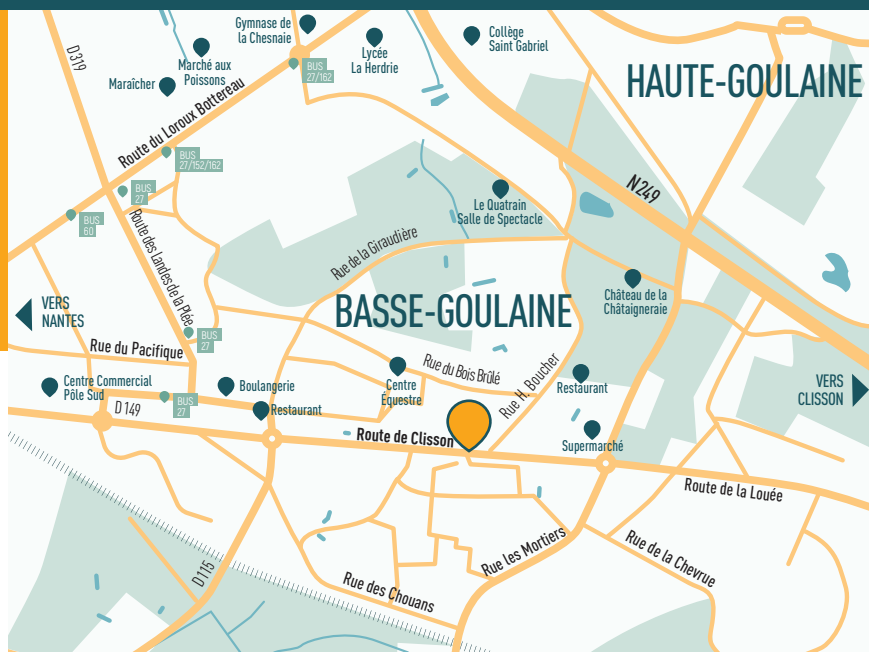 Gymnase de
la Chesnaie
Collège
Saint Gabriel
Lycée
La Herdrie
D 319
Marché aux
Poissons
Maraîcher
BUS
27/162
HAUTE-GOULAINE
Route du Loroux Bottereau
BUS
27/152/162
BUS
27
BUS
60
N249
Le Quatrain
Salle de Spectacle
Route des Landes de la Plée
Rue de la Giraudière
Château de la
Châtaigneraie
VERS
NANTES
BASSE-GOULAINE
BUS
27
Rue du Pacifique
Centre Commercial
Pôle Sud
Boulangerie
Centre
Équestre
Rue du Bois Brûlé
Rue H. Boucher
Restaurant
VERS
CLISSON
BUS
27
D 149
Restaurant
Route de Clisson
Supermarché
Route de la Louée
Rue les Mortiers
Rue de la Chevrue
D 115
Rue des Chouans